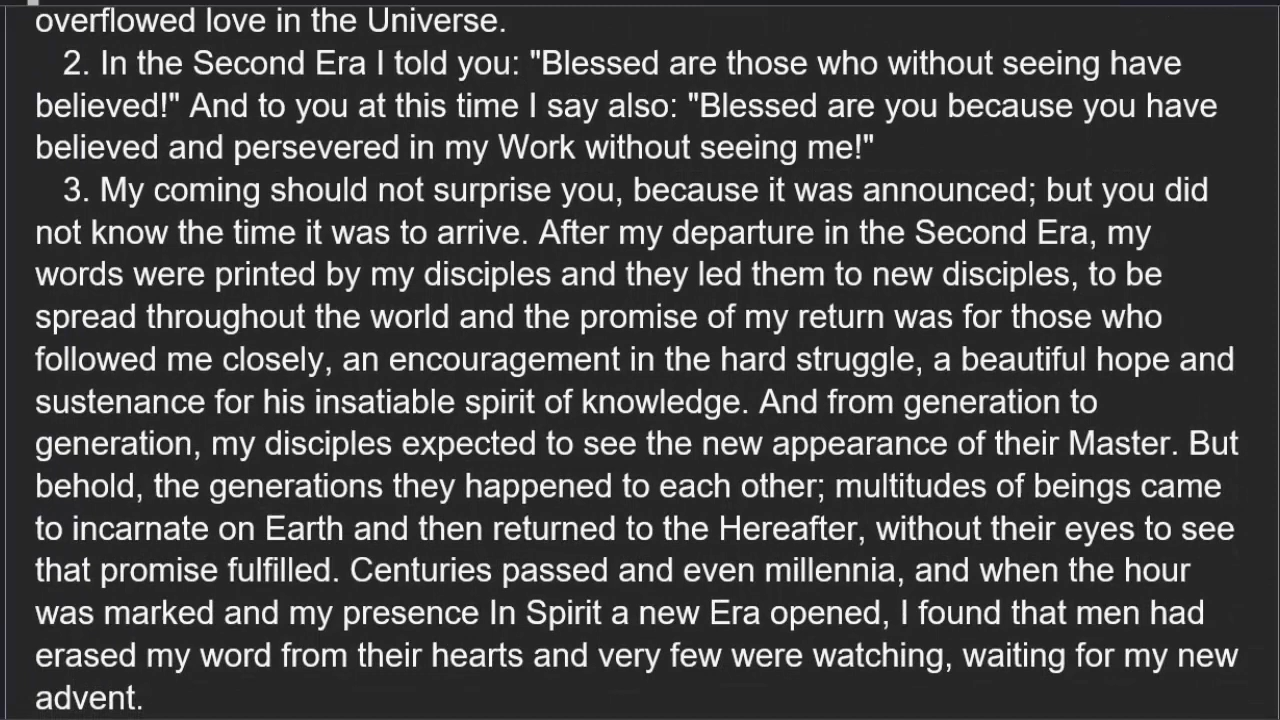 overflowed love in the Universe.
2. In the Second Era I told you: "Blessed are those who without seeing have
believed!" And to you at this time I say also: "Blessed are you because you have
believed and persevered in my Work without seeing me!"
3. My coming should not surprise you, because it was announced; but you did
not know the time it was to arrive. After my departure in the Second Era, my
words were printed by my disciples and they led them to new disciples, to be
spread throughout the world and the promise of my return was for those who
followed me closely, an encouragement in the hard struggle, a beautiful hope and
sustenance for his insatiable spirit of knowledge. And from generation to
generation, my disciples expected to see the new appearance of their Master. But
behold, the generations they happened to each other; multitudes of beings came
to incarnate on Earth and then returned to the Hereafter, without their eyes to see
that promise fulfilled. Centuries passed and even millennia, and when the hour
was marked and my presence In Spirit a new Era opened, I found that men had
erased my word from their hearts and very few were watching, waiting for my new
advent.